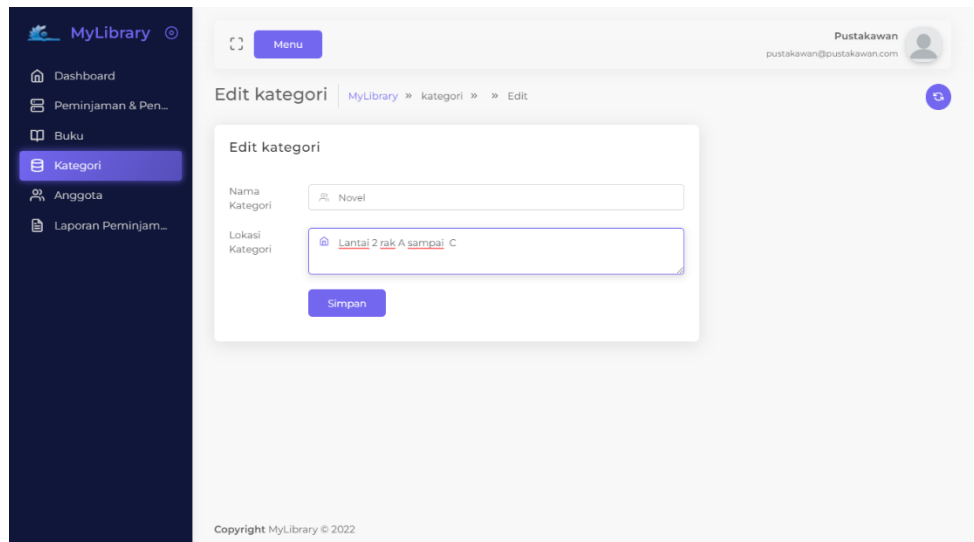 MyLibrary
Dashboard
Peminjaman & Pen...
Buku
Kategori
Anggota
Laporan Peminjam...
Menu
Pustakawan
pustakawan@pustakawan.com
Edit kategori
MyLibrary » kategori » » Edit
Edit kategori
Nama
Kategori
Novel
Lokasi
Kategori
Lantai 2 rak A sampai C
Simpan
Copyright MyLibrary © 2022